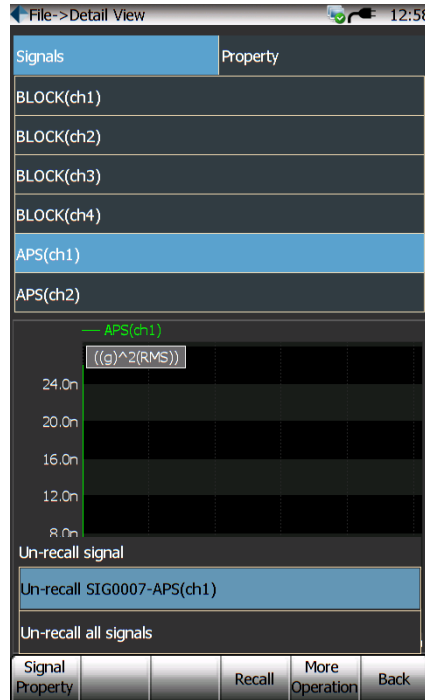 File->Detail View 12:58
Signals Property
BLOCK(ch1)
BLOCK(ch2)
BLOCK(ch3)
BLOCK(ch4)
APS(ch1)
APS(ch2)
APS(ch1)
((g)^2(RMS))
24.0n
20.0n
16.0n
12.0n
8.0n
Un-recall signal
Un-recall SIG0007-APS(ch1)
Un-recall all signals
Signal Property Recall More Operation Back